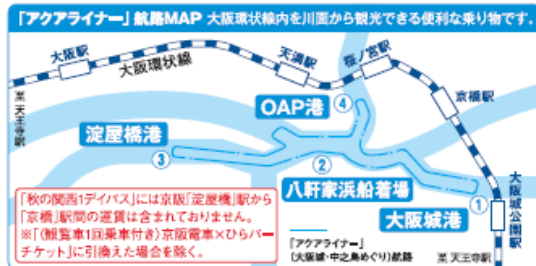 「アクアライナー」航路MAP 大阪環状線内を川面から観光できる便利な乗り物です。
大阪駅
大阪環状線
天満駅
桜ノ宮駅
京橋駅
至 天王寺駅
OAP港
④
淀屋橋港
③
②
八軒家浜船着場
大阪城港
①
大阪城公園駅
「秋の関西1デイパス」には京阪「淀屋橋」駅から
「京橋」駅間の運賃は含まれておりません。
※「〈観覧車1回乗車付き〉京阪電車×ひらパー
チケット」に引換えた場合を除く。
「アクアライナー」
(大阪城・中之島めぐり)航路
至 天王寺駅